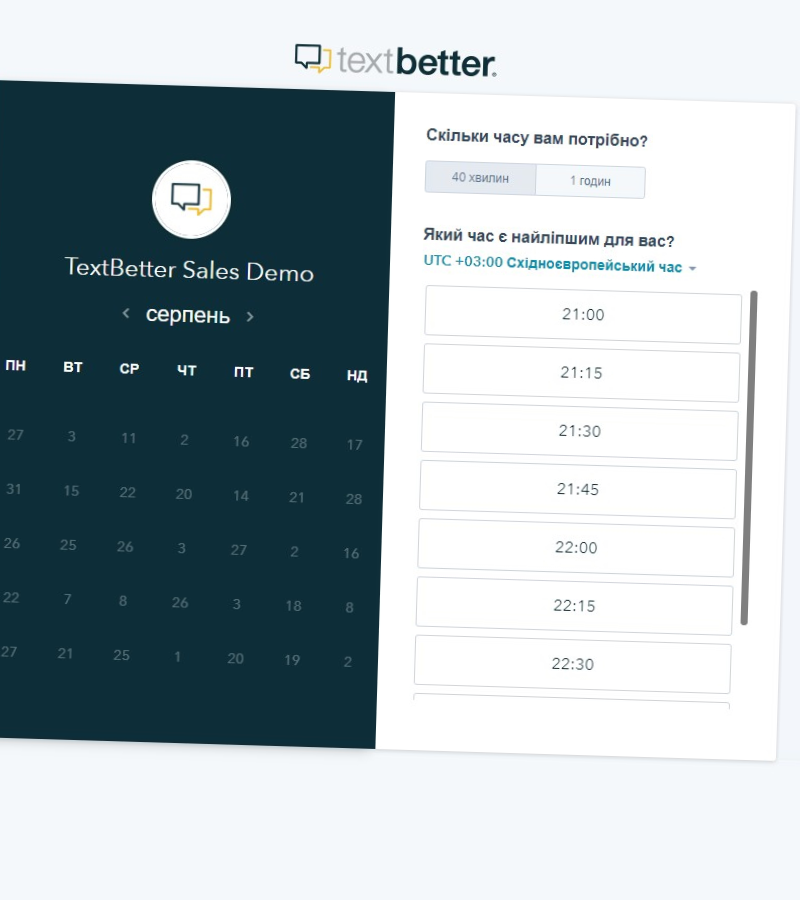 textbetter.
TextBetter Sales Demo
серпень
ПН ВТ СР ЧТ ПТ СБ НД
27 3 11 2 16 28 17
31 15 22 20 14 21 28
26 25 26 3 27 2 16
22 7 8 26 3 18 8
27 21 25 1 20 19 2
Скільки часу вам потрібно?
40 хвилин 1 годин
Який час є найліпшим для вас?
UTC +03:00 Східноєвропейський час
21:00
21:15
21:30
21:45
22:00
22:15
22:30